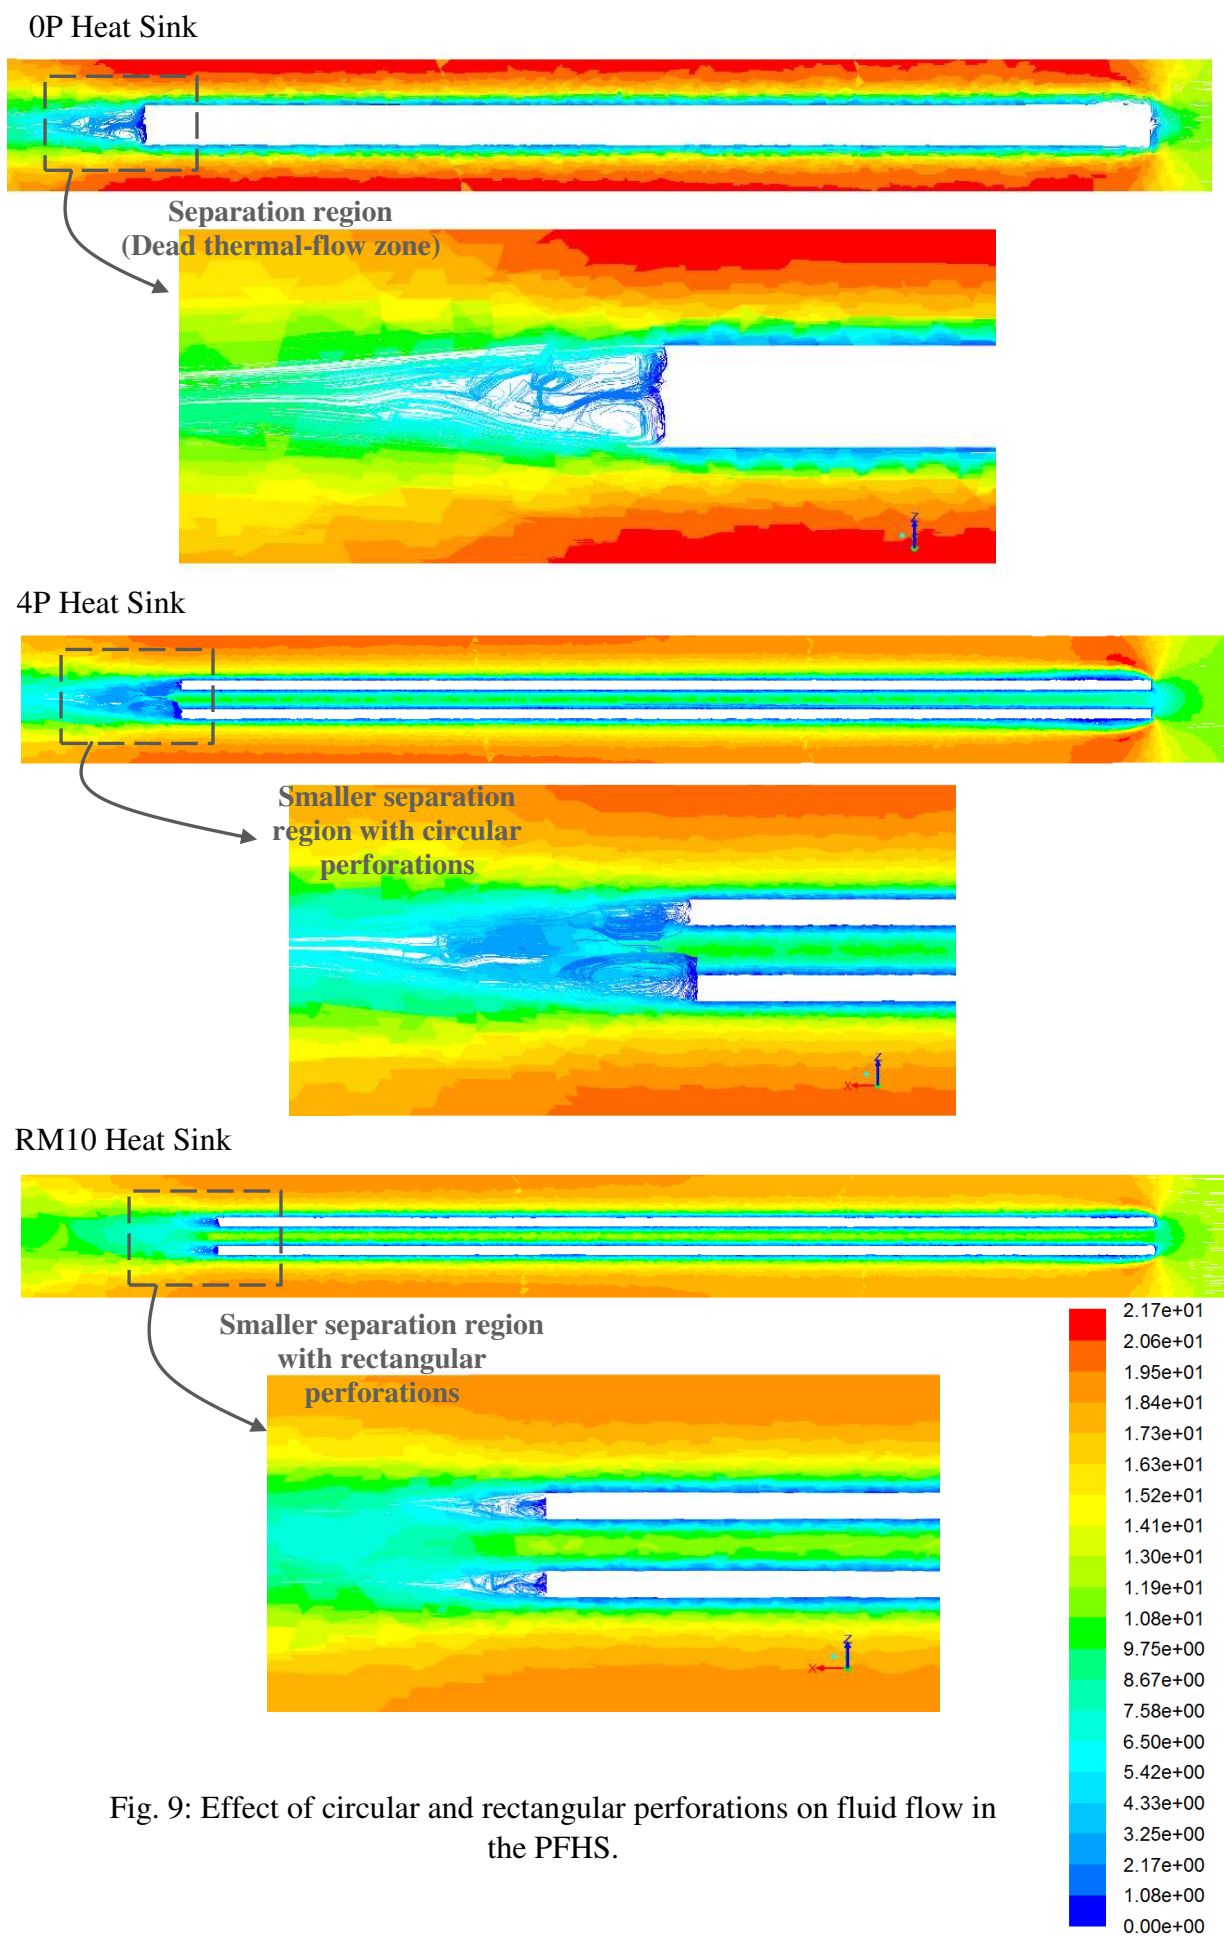 0P Heat Sink
Separation region
(Dead thermal-flow zone)
Z
4P Heat Sink
Smaller separation
region with circular
perforations
Z
X
RM10 Heat Sink
Smaller separation region
with rectangular
perforations
Z
X
2.17e+01
2.06e+01
1.95e+01
1.84e+01
1.73e+01
1.63e+01
1.52e+01
1.41e+01
1.30e+01
1.19e+01
1.08e+01
9.75e+00
8.67e+00
7.58e+00
6.50e+00
5.42e+00
4.33e+00
3.25e+00
2.17e+00
1.08e+00
0.00e+00
Fig. 9: Effect of circular and rectangular perforations on fluid flow in
the PFHS.